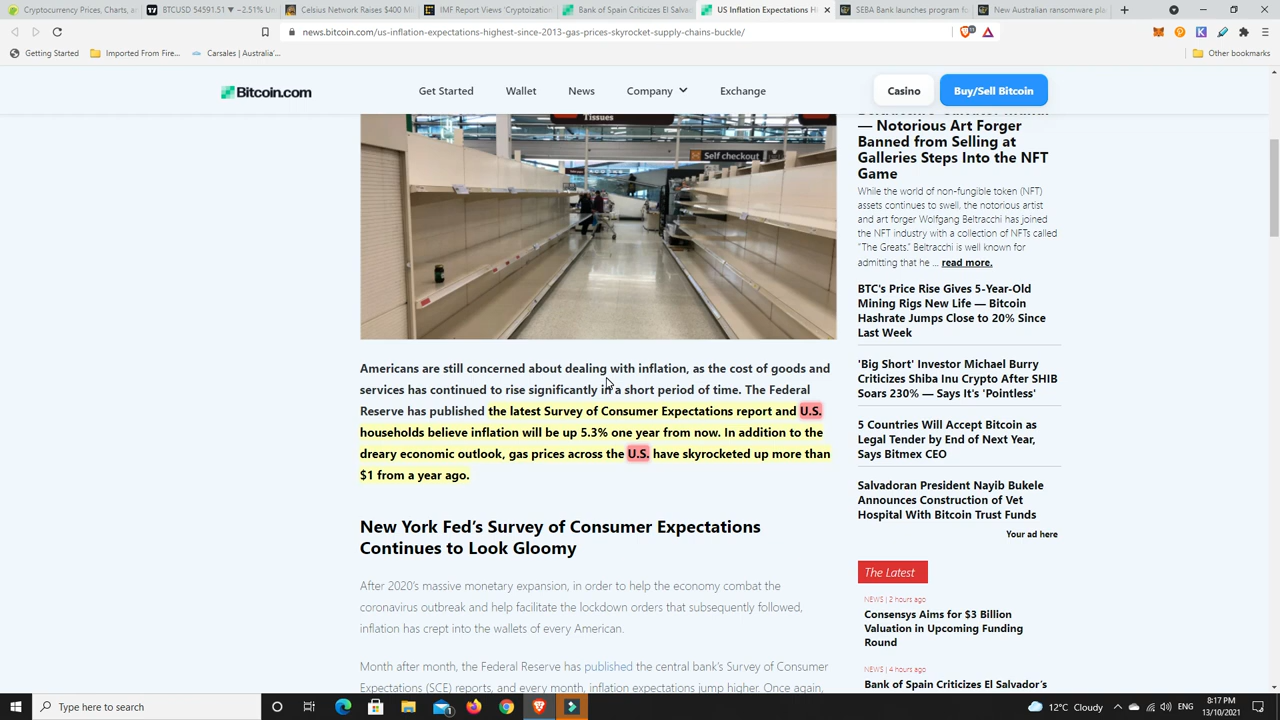 Cryptocurrency Prices, Charts, a
BTCUSD 54591.51 ▼ +2.51% Un
Celsius Network Raises $400 Mi
IMF Report Views 'Cryptoizatio
Bank of Spain Criticizes El Salva
US Inflation Expectations H
SEBA Bank launches program fo
New Australian ransomware pla
news.bitcoin.com/us-inflation-expectations-highest-since-2013-gas-prices-skyrocket-supply-chains-buckle/
Getting Started
Imported From Fire...
Carsales | Australia'...
Other bookmarks
Bitcoin.com
Get Started
Wallet
News
Company
Exchange
Casino
Buy/Sell Bitcoin
Tissues
Self checkout
— Notorious Art Forger
Banned from Selling at
Galleries Steps Into the NFT
Game
While the world of non-fungible token (NFT)
assets continues to swell, the notorious artist
and art forger Wolfgang Beltracchi has joined
the NFT industry with a collection of NFTs called
"The Greats." Beltracchi is well known for
admitting that he ... read more.
BTC's Price Rise Gives 5-Year-Old
Mining Rigs New Life — Bitcoin
Hashrate Jumps Close to 20% Since
Last Week
'Big Short' Investor Michael Burry
Criticizes Shiba Inu Crypto After SHIB
Soars 230% — Says It's 'Pointless'
5 Countries Will Accept Bitcoin as
Legal Tender by End of Next Year,
Says Bitmex CEO
Salvadoran President Nayib Bukele
Announces Construction of Vet
Hospital With Bitcoin Trust Funds
Your ad here
The Latest
NEWS | 2 hours ago
Consensys Aims for $3 Billion
Valuation in Upcoming Funding
Round
NEWS | 4 hours ago
Bank of Spain Criticizes El Salvador's
Americans are still concerned about dealing with inflation, as the cost of goods and
services has continued to rise significantly in a short period of time. The Federal
Reserve has published the latest Survey of Consumer Expectations report and U.S.
households believe inflation will be up 5.3% one year from now. In addition to the
dreary economic outlook, gas prices across the U.S. have skyrocketed up more than
$1 from a year ago.
New York Fed's Survey of Consumer Expectations
Continues to Look Gloomy
After 2020's massive monetary expansion, in order to help the economy combat the
coronavirus outbreak and help facilitate the lockdown orders that subsequently followed,
inflation has crept into the wallets of every American.
Month after month, the Federal Reserve has published the central bank's Survey of Consumer
Expectations (SCE) reports, and every month, inflation expectations jump higher. Once again,
Type here to search
12°C Cloudy
8:17 PM
13/10/2021